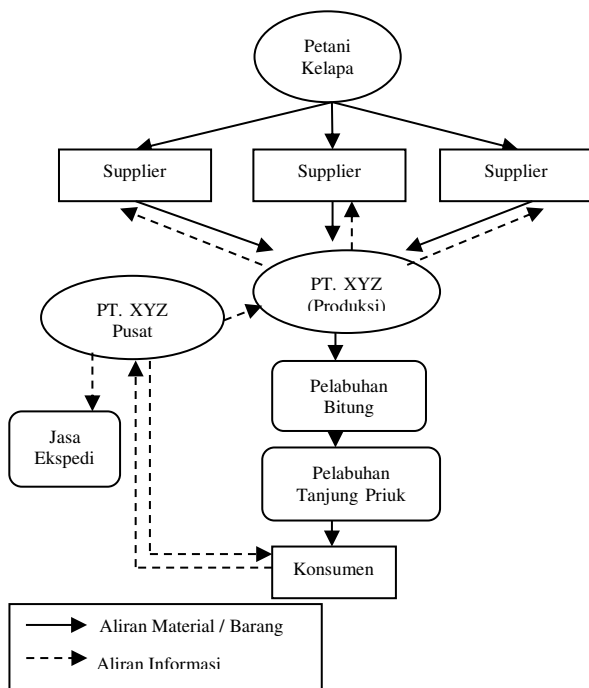 Petani
Kelapa
Supplier
Supplier
Supplier
PT. XYZ
(Produksi)
PT. XYZ
Pusat
Pelabuhan
Bitung
Jasa
Ekspedi
Pelabuhan
Tanjung Priuk
Konsumen
Aliran Material / Barang
Aliran Informasi